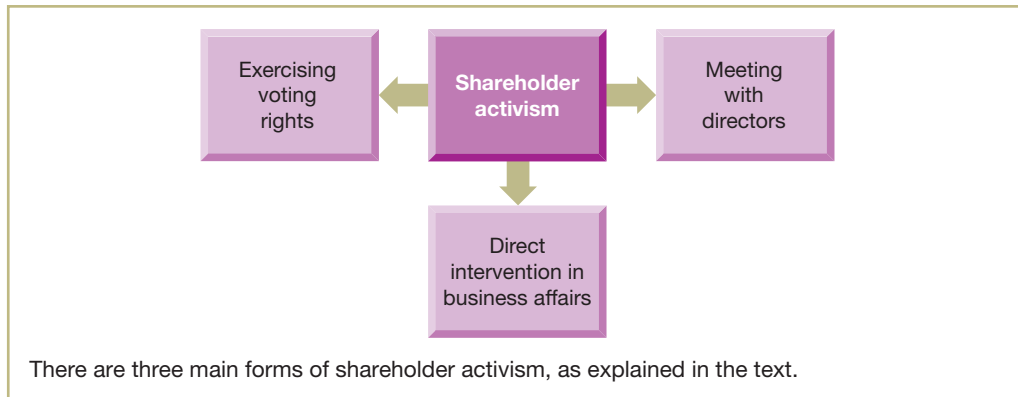 Exercising
voting
rights
Shareholder
activism
Meeting
with
directors
Direct
intervention in
business affairs
There are three main forms of shareholder activism, as explained in the text.